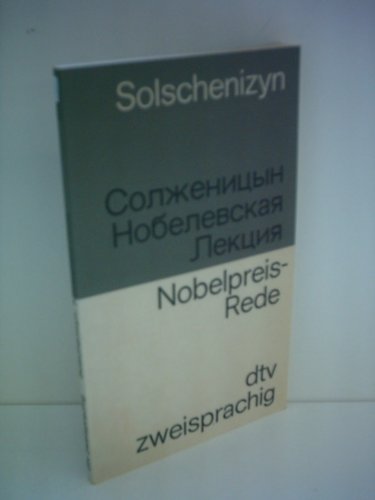 Solschenizyn
Солженицын
Нобелевская
Лекция
Nobelpreis-
Rede
dtv
zweisprachig